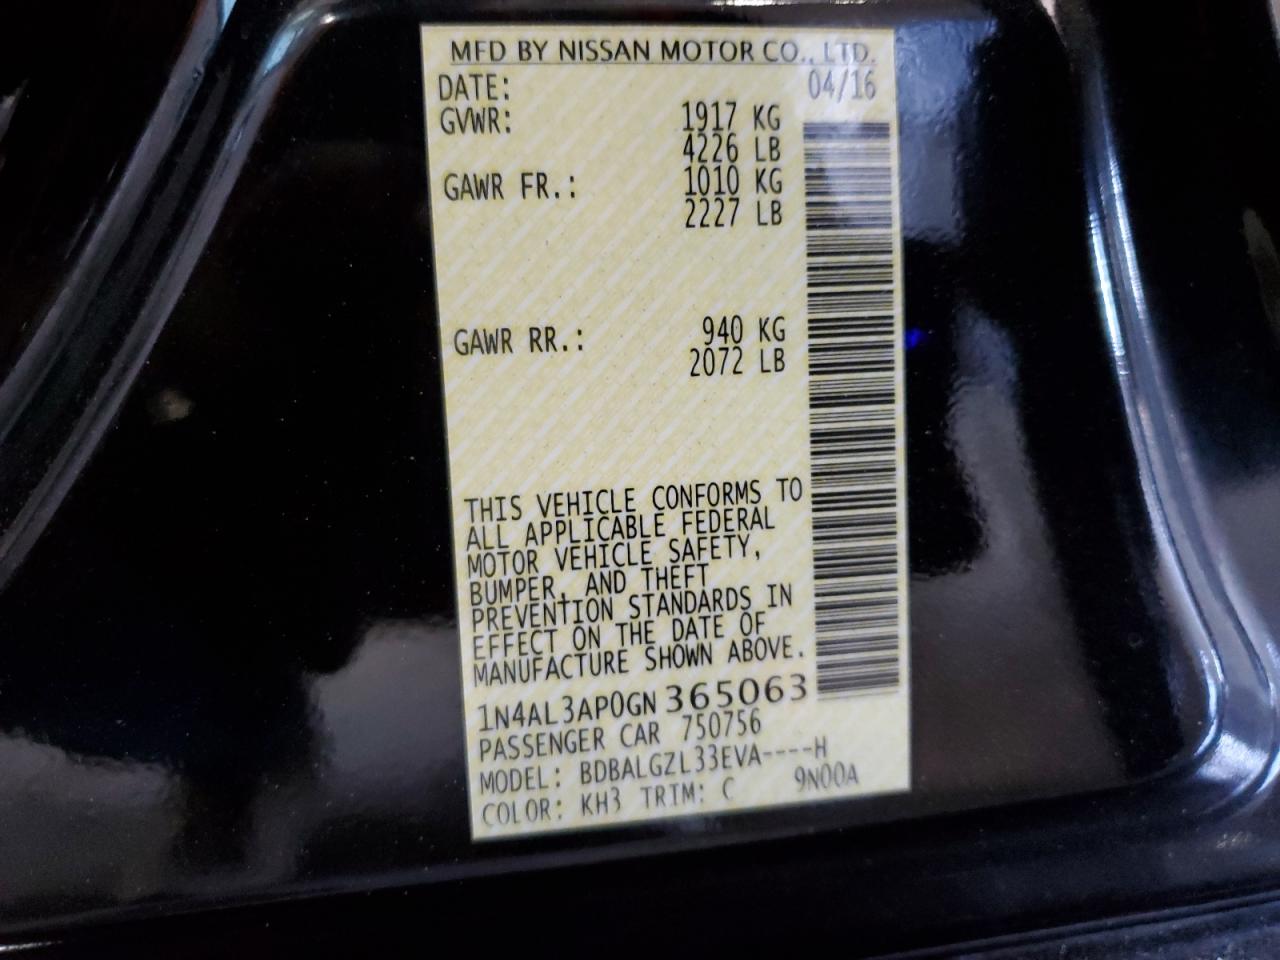 MFD BY NISSAN MOTOR CO., LTD.
DATE: 04/16
GVWR: 1917 KG
4226 LB
GAWR FR.: 1010 KG
2227 LB
GAWR RR.: 940 KG
2072 LB
THIS VEHICLE CONFORMS TO
ALL APPLICABLE FEDERAL
MOTOR VEHICLE SAFETY,
BUMPER, AND THEFT
PREVENTION STANDARDS IN
EFFECT ON THE DATE OF
MANUFACTURE SHOWN ABOVE.
1N4AL3AP0GN365063
PASSENGER CAR 750756
MODEL: BDBALGZL33EVA----H
COLOR: KH3 TRIM: C 9N00A